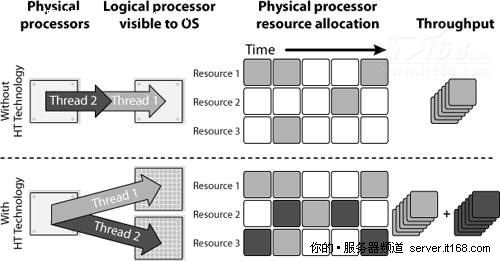 Physical processors
Logical processor visible to OS
Physical processor resource allocation
Throughput
Time
Without HT Technology
Thread 2
Thread 1
Resource 1
Resource 2
Resource 3
With HT Technology
Thread 1
Thread 2
Resource 1
Resource 2
Resource 3
+
你的·服务器频道 server.it168.com